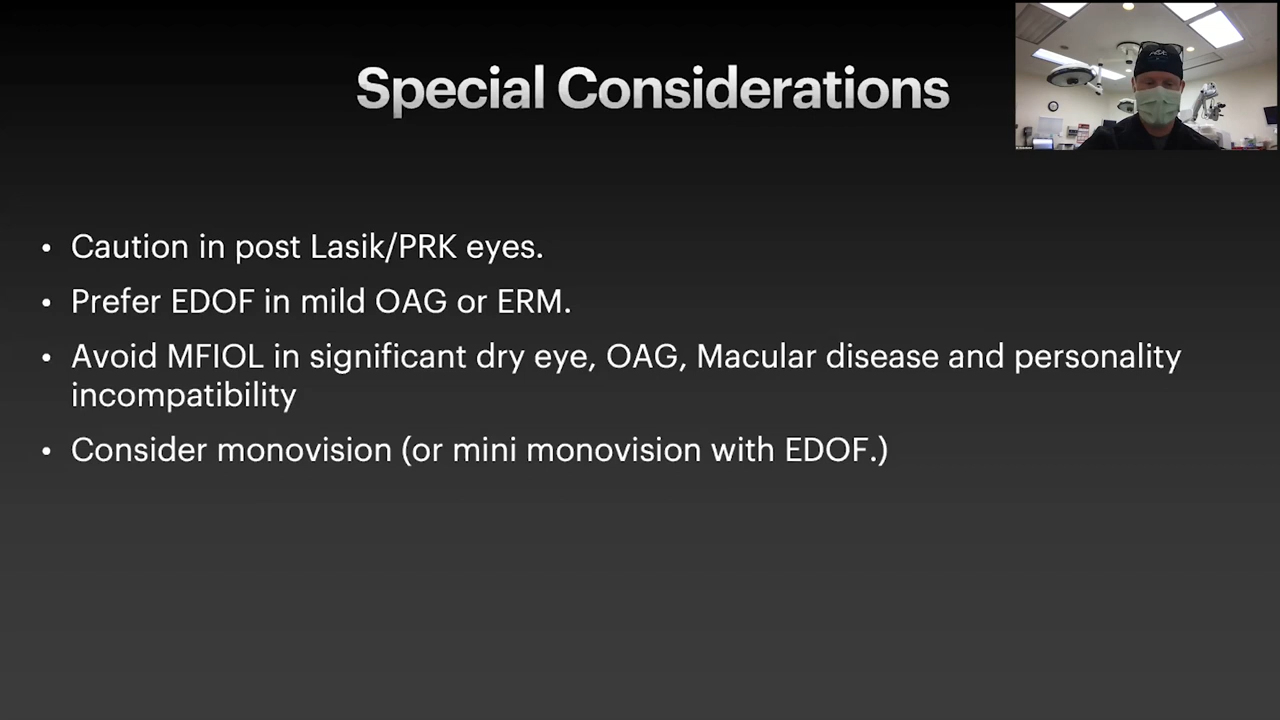 Special Considerations
• Caution in post Lasik/PRK eyes.
• Prefer EDOF in mild OAG or ERM.
• Avoid MFIOL in significant dry eye, OAG, Macular disease and personality
incompatibility
• Consider monovision (or mini monovision with EDOF.)